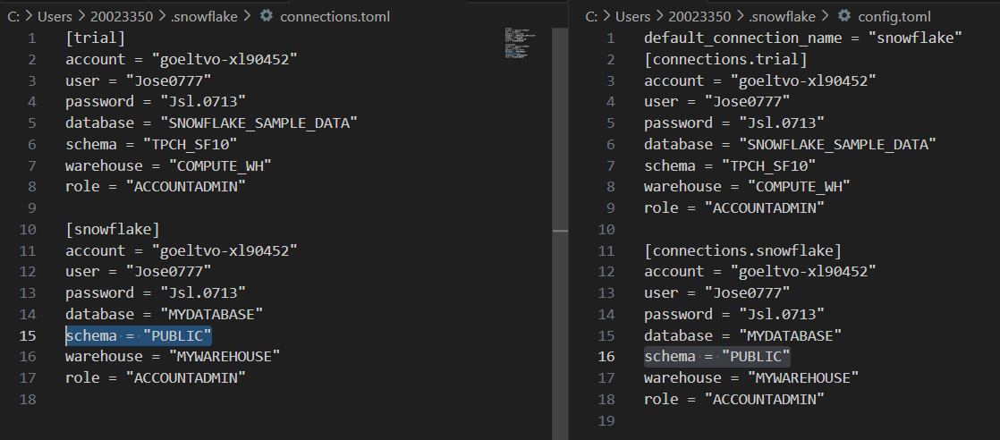 C: > Users > 20023350 > .snowflake > connections.toml
1 [trial]
2 account = "goeltvo-xl90452"
3 user = "Jose0777"
4 password = "Jsl.0713"
5 database = "SNOWFLAKE_SAMPLE_DATA"
6 schema = "TPCH_SF10"
7 warehouse = "COMPUTE_WH"
8 role = "ACCOUNTADMIN"
9
10 [snowflake]
11 account = "goeltvo-xl90452"
12 user = "Jose0777"
13 password = "Jsl.0713"
14 database = "MYDATABASE"
15 schema = "PUBLIC"
16 warehouse = "MYWAREHOUSE"
17 role = "ACCOUNTADMIN"
18
C: > Users > 20023350 > .snowflake > config.toml
1 default_connection_name = "snowflake"
2 [connections.trial]
3 account = "goeltvo-xl90452"
4 user = "Jose0777"
5 password = "Jsl.0713"
6 database = "SNOWFLAKE_SAMPLE_DATA"
7 schema = "TPCH_SF10"
8 warehouse = "COMPUTE_WH"
9 role = "ACCOUNTADMIN"
10
11 [connections.snowflake]
12 account = "goeltvo-xl90452"
13 user = "Jose0777"
14 password = "Jsl.0713"
15 database = "MYDATABASE"
16 schema = "PUBLIC"
17 warehouse = "MYWAREHOUSE"
18 role = "ACCOUNTADMIN"
19